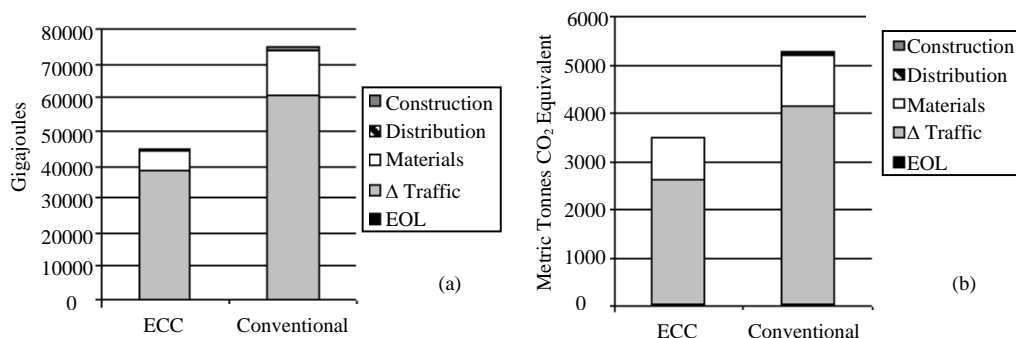 80000
70000
60000
50000
40000
30000
20000
10000
0
Gigajoules
ECC
Conventional
Construction
Distribution
Materials
Δ Traffic
EOL
(a)
6000
5000
4000
3000
2000
1000
0
Metric Tonnes CO₂ Equivalent
ECC
Conventional
Construction
Distribution
Materials
Δ Traffic
EOL
(b)